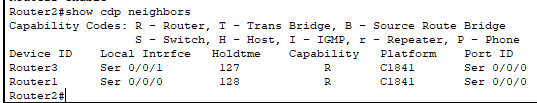 Router2#show cdp neighbors
Capability Codes: R - Router, T - Trans Bridge, B - Source Route Bridge
                  S - Switch, H - Host, I - IGMP, r - Repeater, P - Phone
Device ID    Local Intrfce   Holdtme    Capability   Platform    Port ID
Router3      Ser 0/0/1        127            R       C1841       Ser 0/0/0
Router1      Ser 0/0/0        128            R       C1841       Ser 0/0/0
Router2#